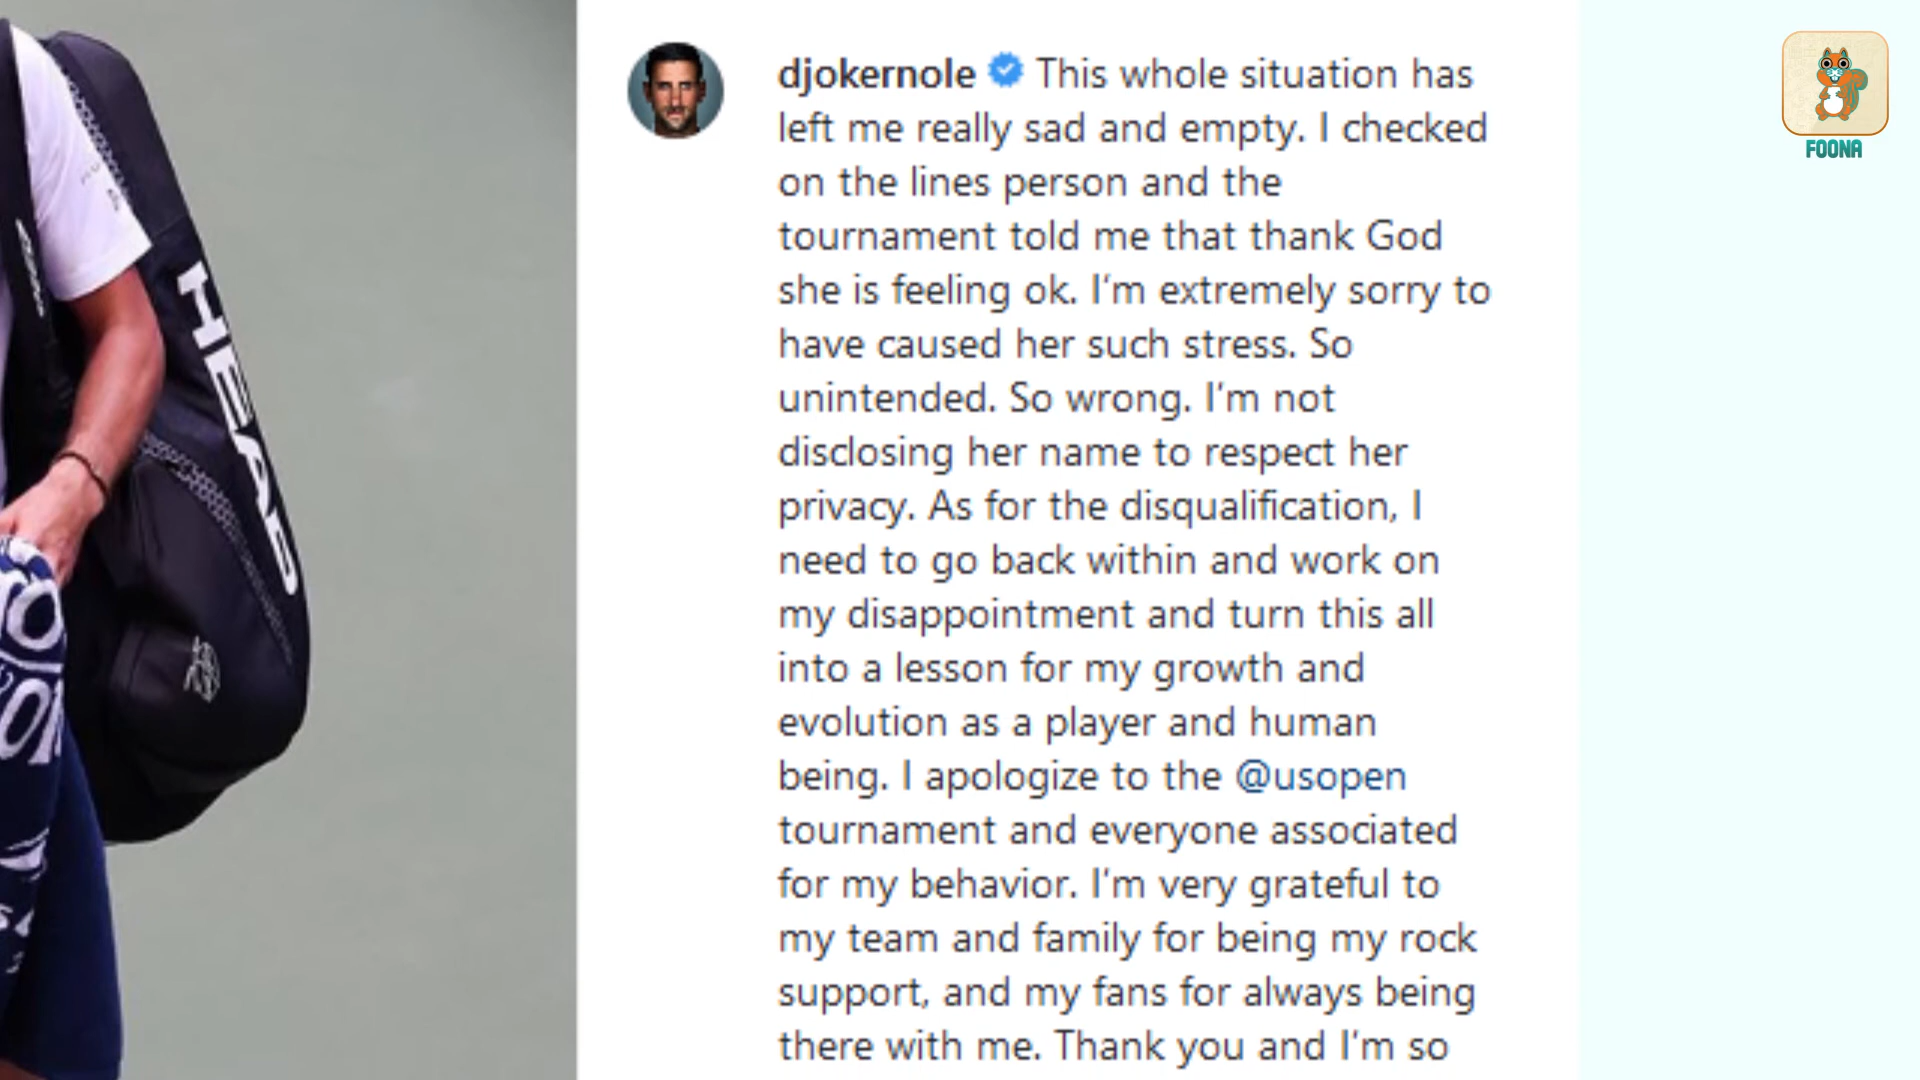 djokernole This whole situation has
left me really sad and empty. I checked
on the lines person and the
tournament told me that thank God
she is feeling ok. I'm extremely sorry to
have caused her such stress. So
unintended. So wrong. I'm not
disclosing her name to respect her
privacy. As for the disqualification, I
need to go back within and work on
my disappointment and turn this all
into a lesson for my growth and
evolution as a player and human
being. I apologize to the @usopen
tournament and everyone associated
for my behavior. I'm very grateful to
my team and family for being my rock
support, and my fans for always being
there with me. Thank you and I'm so
HEAD
FOONA